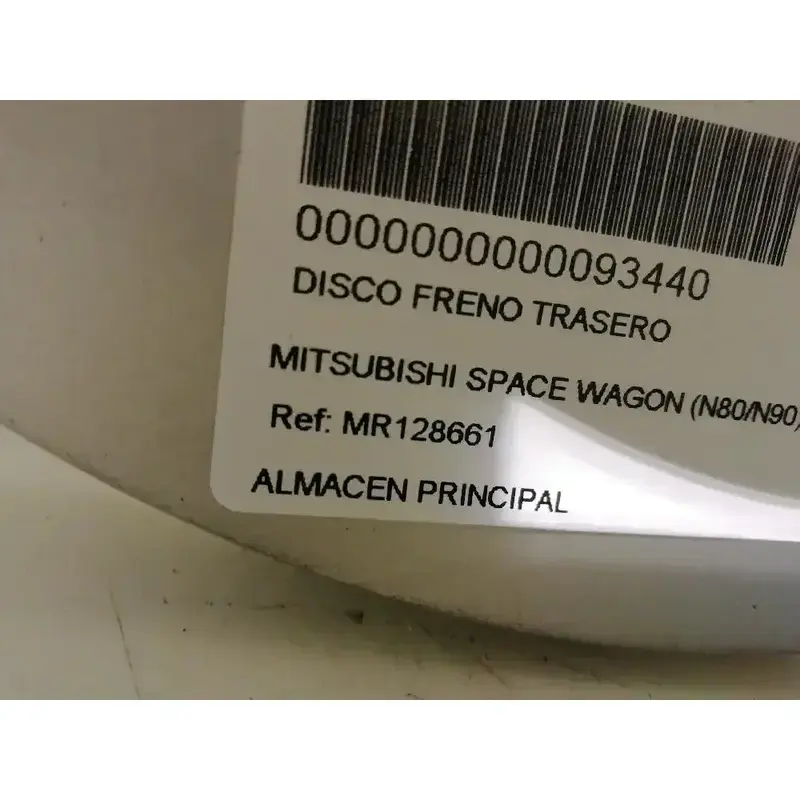 0000000000093440
DISCO FRENO TRASERO
MITSUBISHI SPACE WAGON (N80/N90)
Ref: MR128661
ALMACEN PRINCIPAL